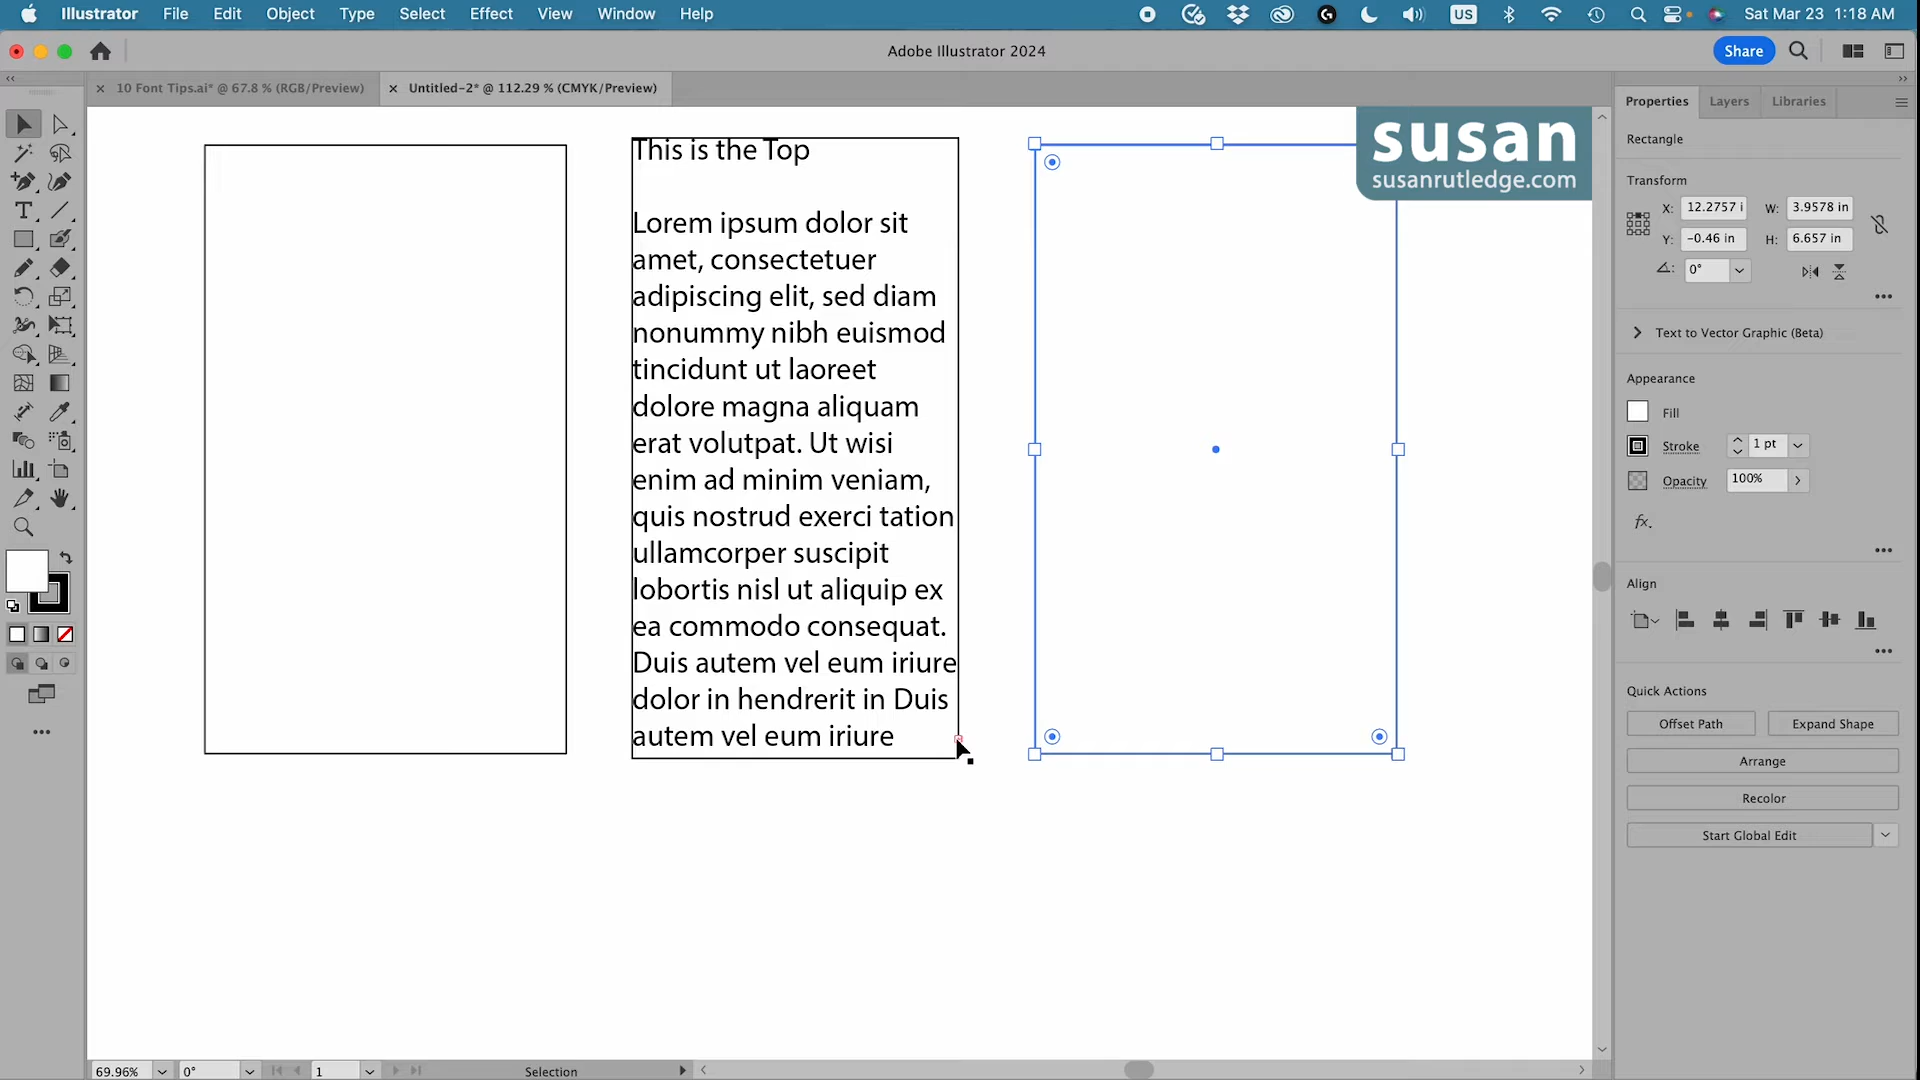 Illustrator File Edit Object Type Select Effect View Window Help
US
Sat Mar 23 1:18 AM
Adobe Illustrator 2024
Share
10 Font Tips.ai* @ 67.8 % (RGB/Preview)
Untitled-2* @ 112.29 % (CMYK/Preview)
Properties Layers Libraries
susan
susanrutledge.com
This is the Top
Lorem ipsum dolor sit
amet, consectetuer
adipiscing elit, sed diam
nonummy nibh euismod
tincidunt ut laoreet
dolore magna aliquam
erat volutpat. Ut wisi
enim ad minim veniam,
quis nostrud exerci tation
ullamcorper suscipit
lobortis nisl ut aliquip ex
ea commodo consequat.
Duis autem vel eum iriure
dolor in hendrerit in Duis
autem vel eum iriure
Rectangle
Transform
X: 12.2757 i W: 3.9578 in
Y: -0.46 in H: 6.657 in
0°
Text to Vector Graphic (Beta)
Appearance
Fill
Stroke 1 pt
Opacity 100%
fx.
Align
Quick Actions
Offset Path Expand Shape
Arrange
Recolor
Start Global Edit
69.96% 0° 1 Selection